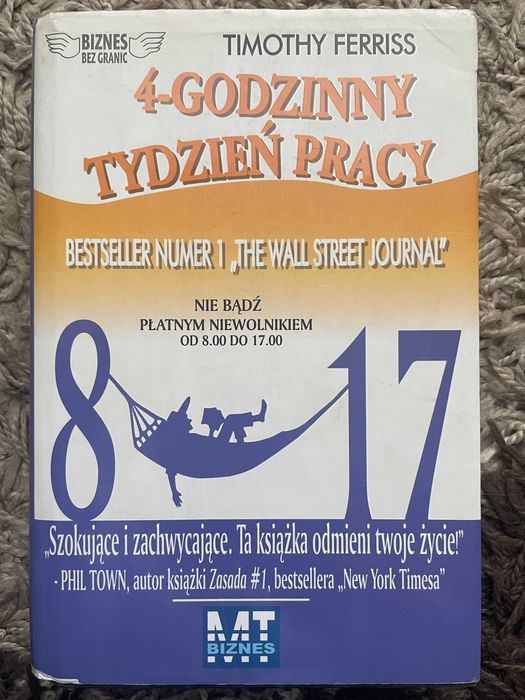 BIZNES
BEZ GRANIC
TIMOTHY FERRISS
4-GODZINNY
TYDZIEŃ PRACY
BESTSELLER NUMER 1 „THE WALL STREET JOURNAL”
NIE BĄDŹ
PŁATNYM NIEWOLNIKIEM
OD 8.00 DO 17.00
8 17
„Szokujące i zachwycające. Ta książka odmieni twoje życie!”
- PHIL TOWN, autor książki Zasada #1, bestsellera „New York Timesa”
MT
BIZNES